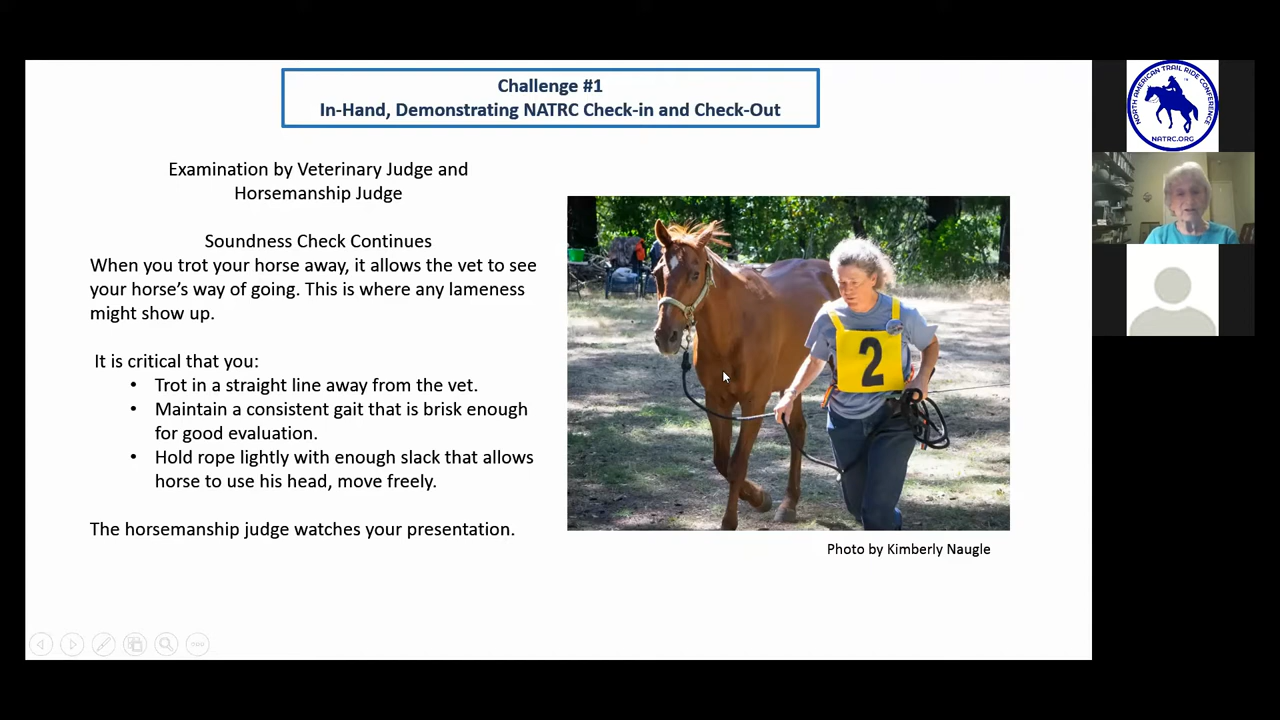 Challenge #1
In-Hand, Demonstrating NATRC Check-in and Check-Out
Examination by Veterinary Judge and
Horsemanship Judge
Soundness Check Continues
When you trot your horse away, it allows the vet to see
your horse’s way of going. This is where any lameness
might show up.
It is critical that you:
• Trot in a straight line away from the vet.
• Maintain a consistent gait that is brisk enough
for good evaluation.
• Hold rope lightly with enough slack that allows
horse to use his head, move freely.
The horsemanship judge watches your presentation.
2
Photo by Kimberly Naugle
NORTH AMERICAN TRAIL RIDE CONFERENCE
NATRC.ORG